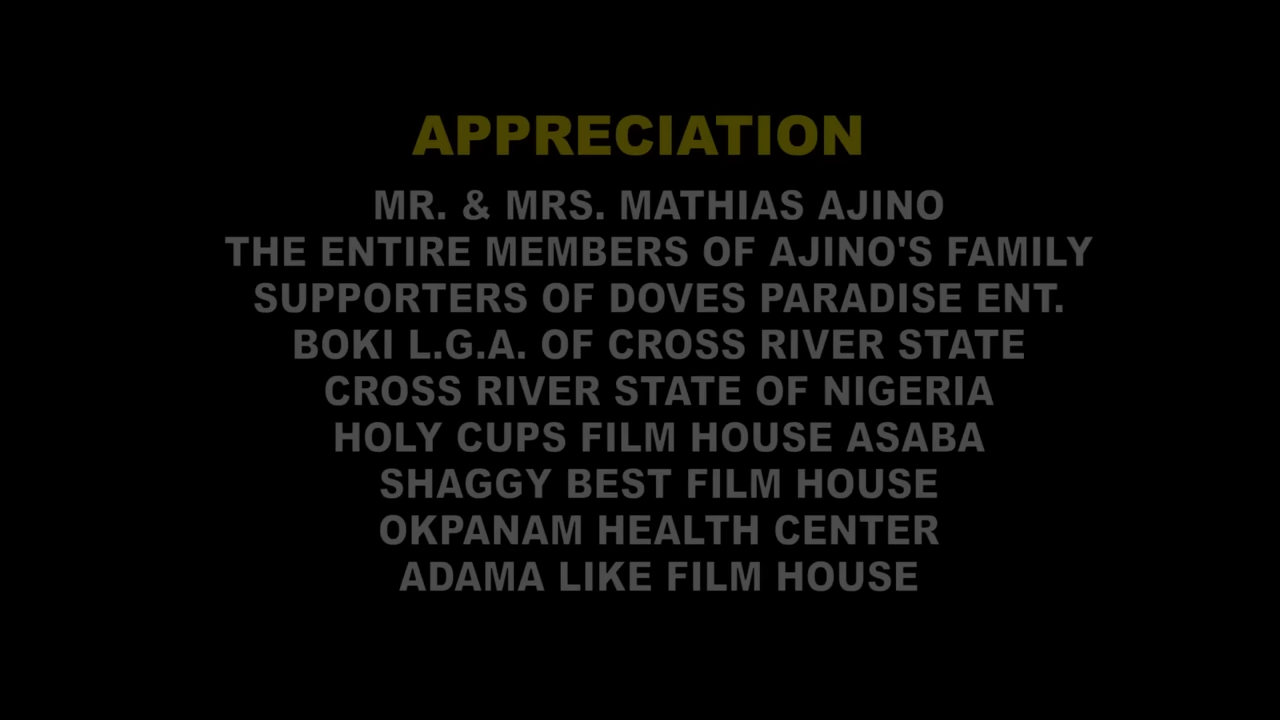 APPRECIATION
MR. & MRS. MATHIAS AJINO
THE ENTIRE MEMBERS OF AJINO'S FAMILY
SUPPORTERS OF DOVES PARADISE ENT.
BOKI L.G.A. OF CROSS RIVER STATE
CROSS RIVER STATE OF NIGERIA
HOLY CUPS FILM HOUSE ASABA
SHAGGY BEST FILM HOUSE
OKPANAM HEALTH CENTER
ADAMA LIKE FILM HOUSE